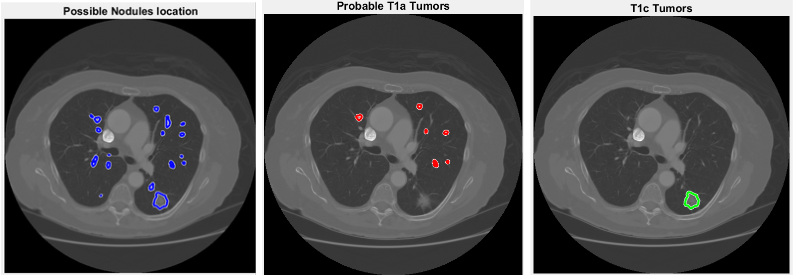 Possible Nodules location
Probable T1a Tumors
T1c Tumors